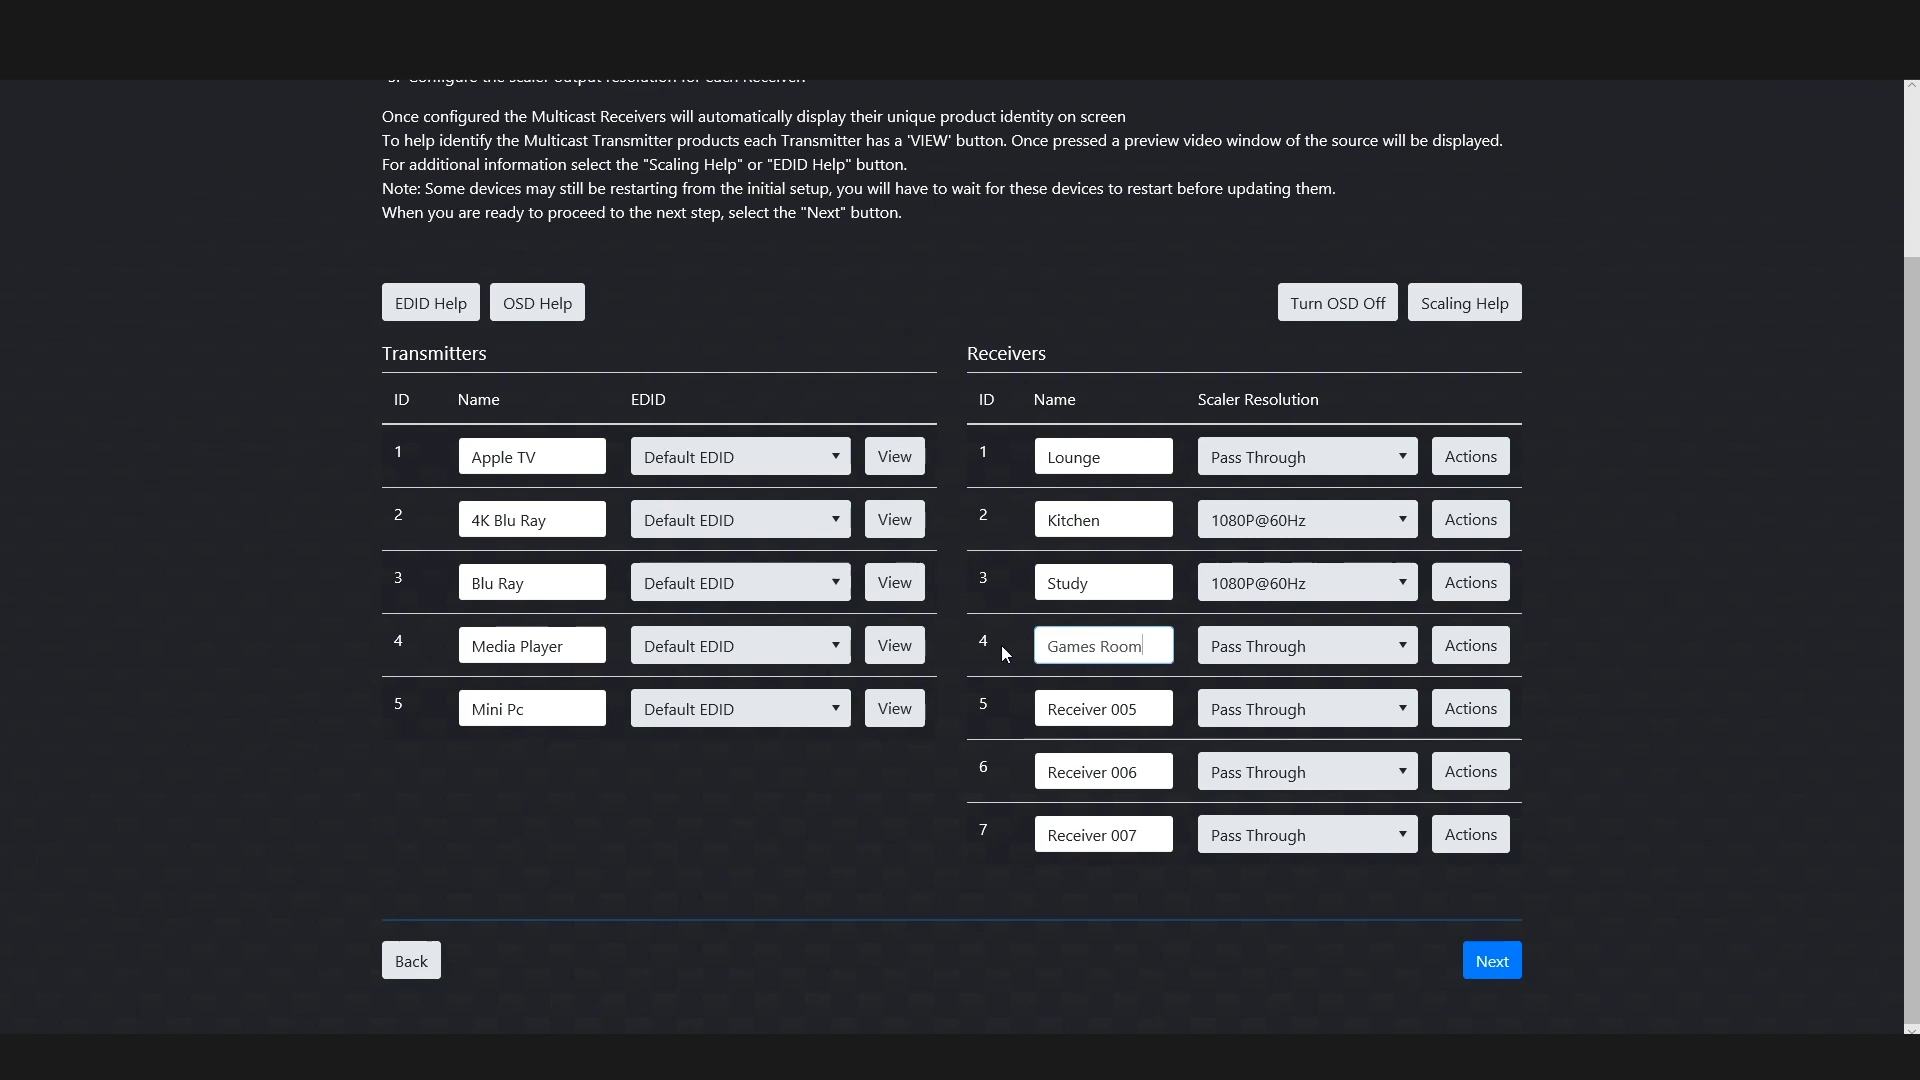 5. Configure the scaler output resolution for each Receiver.
Once configured the Multicast Receivers will automatically display their unique product identity on screen
To help identify the Multicast Transmitter products each Transmitter has a 'VIEW' button. Once pressed a preview video window of the source will be displayed.
For additional information select the "Scaling Help" or "EDID Help" button.
Note: Some devices may still be restarting from the initial setup, you will have to wait for these devices to restart before updating them.
When you are ready to proceed to the next step, select the "Next" button.
EDID Help OSD Help
Turn OSD Off Scaling Help
Transmitters
ID Name EDID
1 Apple TV Default EDID View
2 4K Blu Ray Default EDID View
3 Blu Ray Default EDID View
4 Media Player Default EDID View
5 Mini Pc Default EDID View
Receivers
ID Name Scaler Resolution
1 Lounge Pass Through Actions
2 Kitchen 1080P@60Hz Actions
3 Study 1080P@60Hz Actions
4 Games Room Pass Through Actions
5 Receiver 005 Pass Through Actions
6 Receiver 006 Pass Through Actions
7 Receiver 007 Pass Through Actions
Back
Next